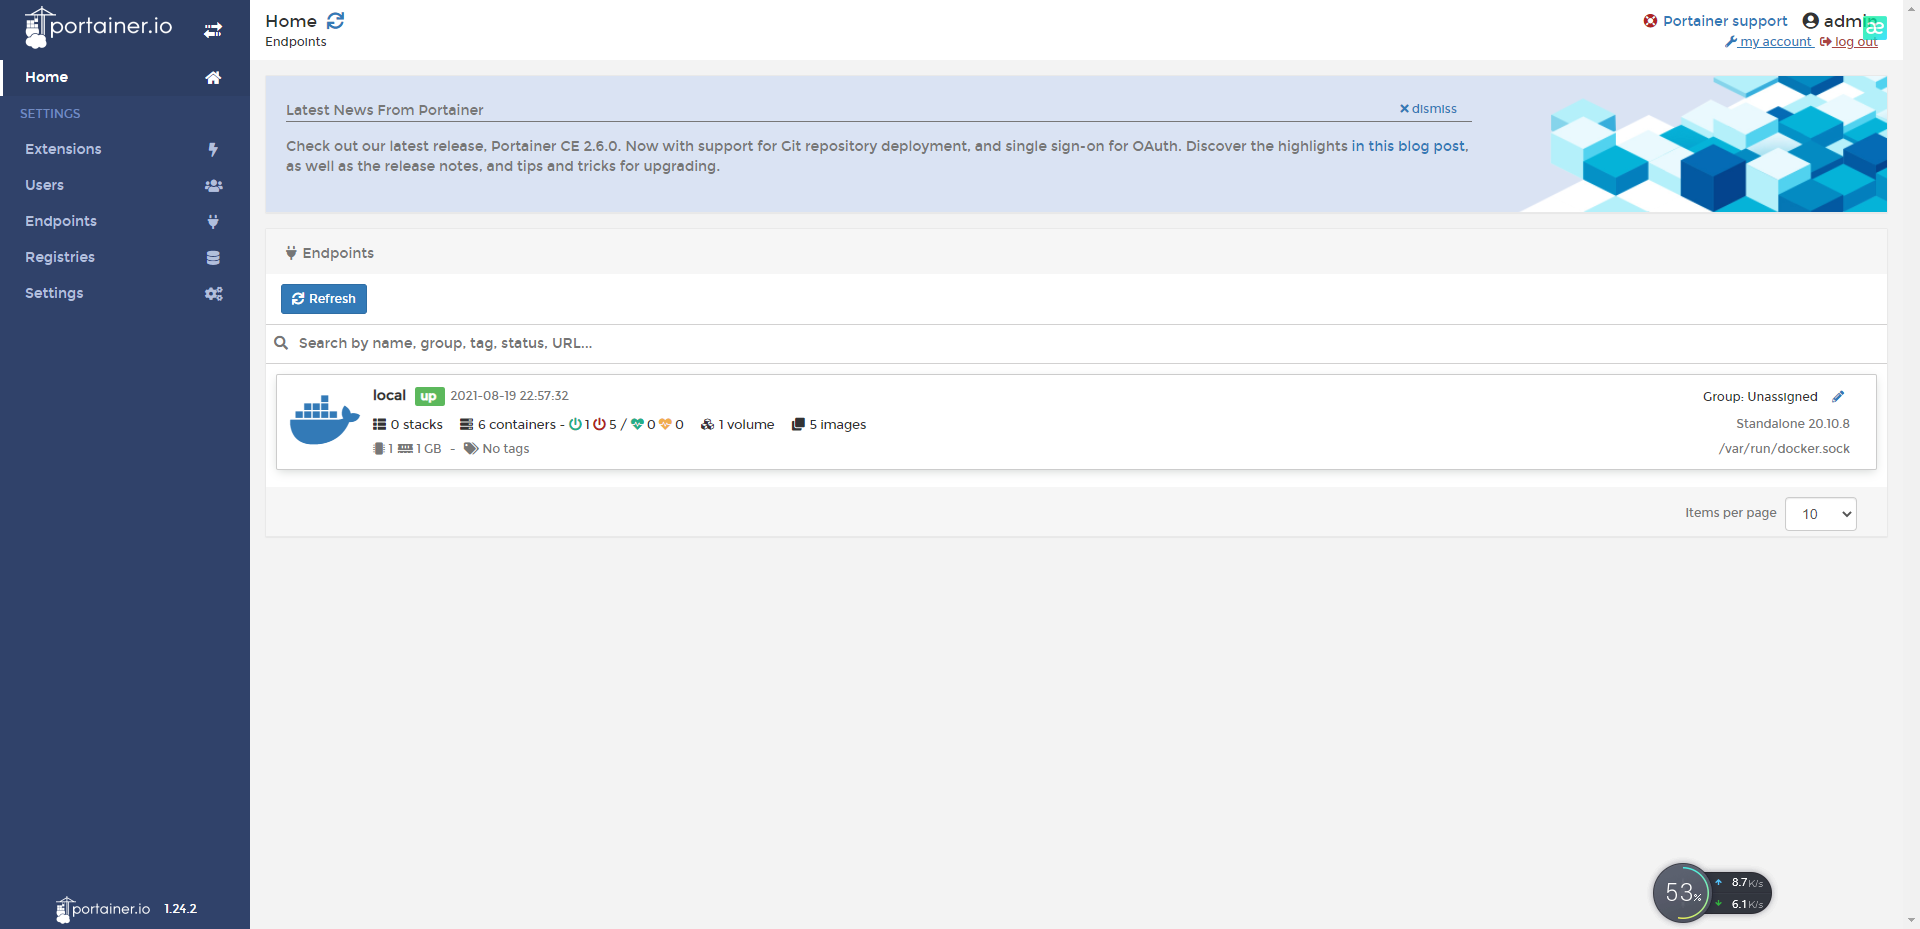 portainer.io
Home
SETTINGS
Extensions
Users
Endpoints
Registries
Settings
portainer.io 1.24.2
Home
Endpoints
Portainer support admin
my account log out
æ
Latest News From Portainer
× dismiss
Check out our latest release, Portainer CE 2.6.0. Now with support for Git repository deployment, and single sign-on for OAuth. Discover the highlights in this blog post,
as well as the release notes, and tips and tricks for upgrading.
Endpoints
Refresh
Search by name, group, tag, status, URL...
local up 2021-08-19 22:57:32
Group: Unassigned
0 stacks 6 containers - 1 5 / 0 0 1 volume 5 images
Standalone 20.10.8
1 1 GB - No tags
/var/run/docker.sock
Items per page 10
53%
8.7K/s
6.1K/s